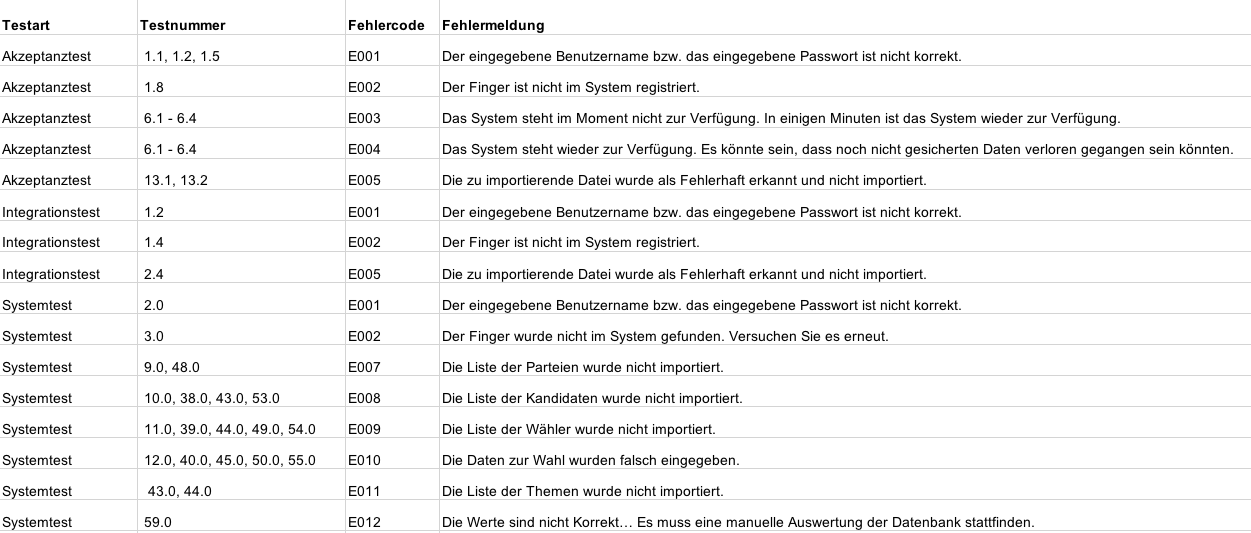 Testart Testnummer Fehlercode Fehlermeldung
Akzeptanztest 1.1, 1.2, 1.5 E001 Der eingegebene Benutzername bzw. das eingegebene Passwort ist nicht korrekt.
Akzeptanztest 1.8 E002 Der Finger ist nicht im System registriert.
Akzeptanztest 6.1 - 6.4 E003 Das System steht im Moment nicht zur Verfügung. In einigen Minuten ist das System wieder zur Verfügung.
Akzeptanztest 6.1 - 6.4 E004 Das System steht wieder zur Verfügung. Es könnte sein, dass noch nicht gesicherten Daten verloren gegangen sein könnten.
Akzeptanztest 13.1, 13.2 E005 Die zu importierende Datei wurde als Fehlerhaft erkannt und nicht importiert.
Integrationstest 1.2 E001 Der eingegebene Benutzername bzw. das eingegebene Passwort ist nicht korrekt.
Integrationstest 1.4 E002 Der Finger ist nicht im System registriert.
Integrationstest 2.4 E005 Die zu importierende Datei wurde als Fehlerhaft erkannt und nicht importiert.
Systemtest 2.0 E001 Der eingegebene Benutzername bzw. das eingegebene Passwort ist nicht korrekt.
Systemtest 3.0 E002 Der Finger wurde nicht im System gefunden. Versuchen Sie es erneut.
Systemtest 9.0, 48.0 E007 Die Liste der Parteien wurde nicht importiert.
Systemtest 10.0, 38.0, 43.0, 53.0 E008 Die Liste der Kandidaten wurde nicht importiert.
Systemtest 11.0, 39.0, 44.0, 49.0, 54.0 E009 Die Liste der Wähler wurde nicht importiert.
Systemtest 12.0, 40.0, 45.0, 50.0, 55.0 E010 Die Daten zur Wahl wurden falsch eingegeben.
Systemtest 43.0, 44.0 E011 Die Liste der Themen wurde nicht importiert.
Systemtest 59.0 E012 Die Werte sind nicht Korrekt… Es muss eine manuelle Auswertung der Datenbank stattfinden.